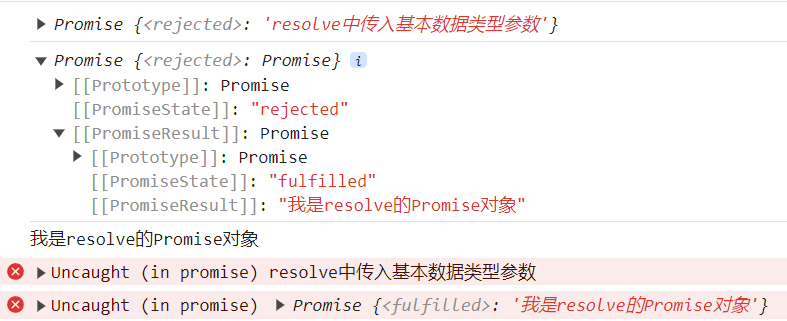 Promise {<rejected>: 'resolve中传入基本数据类型参数'}
Promise {<rejected>: Promise} i
[[Prototype]]: Promise
[[PromiseState]]: "rejected"
[[PromiseResult]]: Promise
[[Prototype]]: Promise
[[PromiseState]]: "fulfilled"
[[PromiseResult]]: "我是resolve的Promise对象"
我是resolve的Promise对象
Uncaught (in promise) resolve中传入基本数据类型参数
Uncaught (in promise) Promise {<fulfilled>: '我是resolve的Promise对象'}